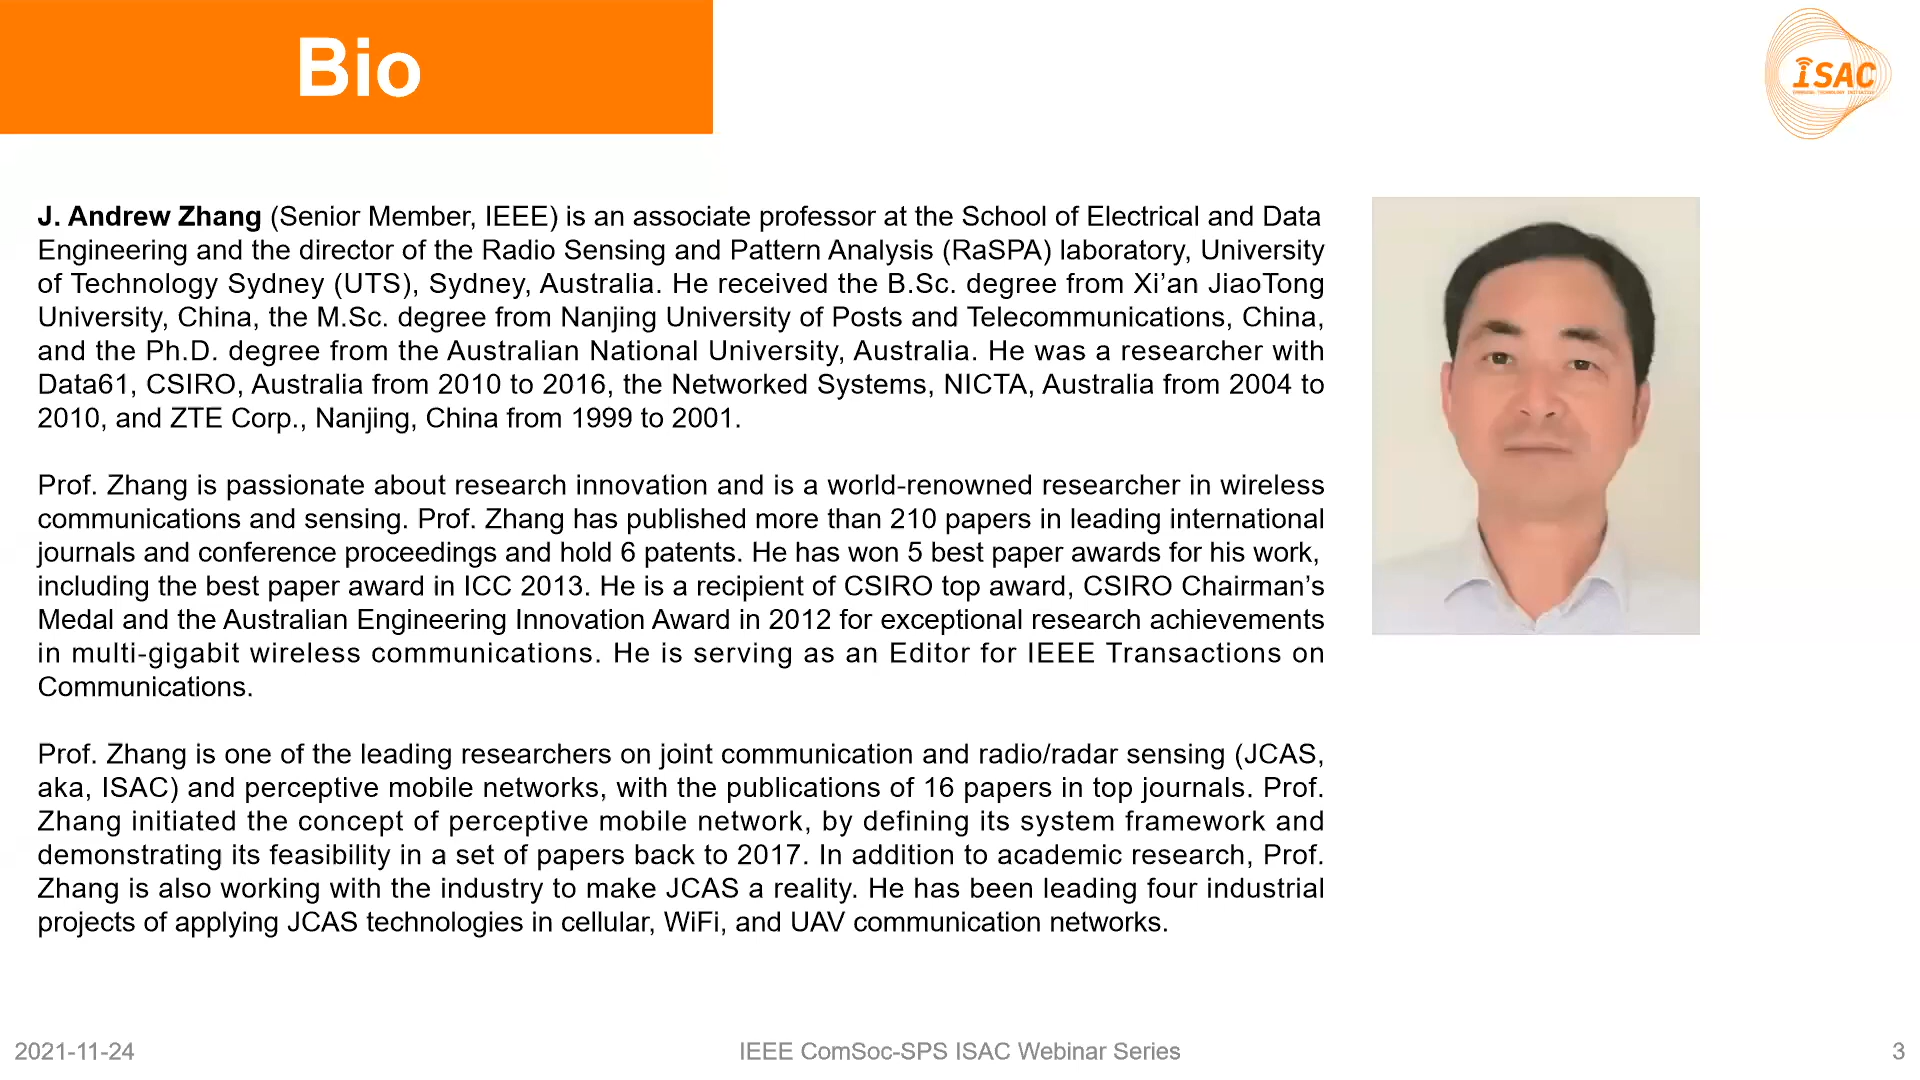 Bio
iSAC
J. Andrew Zhang (Senior Member, IEEE) is an associate professor at the School of Electrical and Data
Engineering and the director of the Radio Sensing and Pattern Analysis (RaSPA) laboratory, University
of Technology Sydney (UTS), Sydney, Australia. He received the B.Sc. degree from Xi’an JiaoTong
University, China, the M.Sc. degree from Nanjing University of Posts and Telecommunications, China,
and the Ph.D. degree from the Australian National University, Australia. He was a researcher with
Data61, CSIRO, Australia from 2010 to 2016, the Networked Systems, NICTA, Australia from 2004 to
2010, and ZTE Corp., Nanjing, China from 1999 to 2001.
Prof. Zhang is passionate about research innovation and is a world-renowned researcher in wireless
communications and sensing. Prof. Zhang has published more than 210 papers in leading international
journals and conference proceedings and hold 6 patents. He has won 5 best paper awards for his work,
including the best paper award in ICC 2013. He is a recipient of CSIRO top award, CSIRO Chairman’s
Medal and the Australian Engineering Innovation Award in 2012 for exceptional research achievements
in multi-gigabit wireless communications. He is serving as an Editor for IEEE Transactions on
Communications.
Prof. Zhang is one of the leading researchers on joint communication and radio/radar sensing (JCAS,
aka, ISAC) and perceptive mobile networks, with the publications of 16 papers in top journals. Prof.
Zhang initiated the concept of perceptive mobile network, by defining its system framework and
demonstrating its feasibility in a set of papers back to 2017. In addition to academic research, Prof.
Zhang is also working with the industry to make JCAS a reality. He has been leading four industrial
projects of applying JCAS technologies in cellular, WiFi, and UAV communication networks.
2021-11-24
IEEE ComSoc-SPS ISAC Webinar Series
3